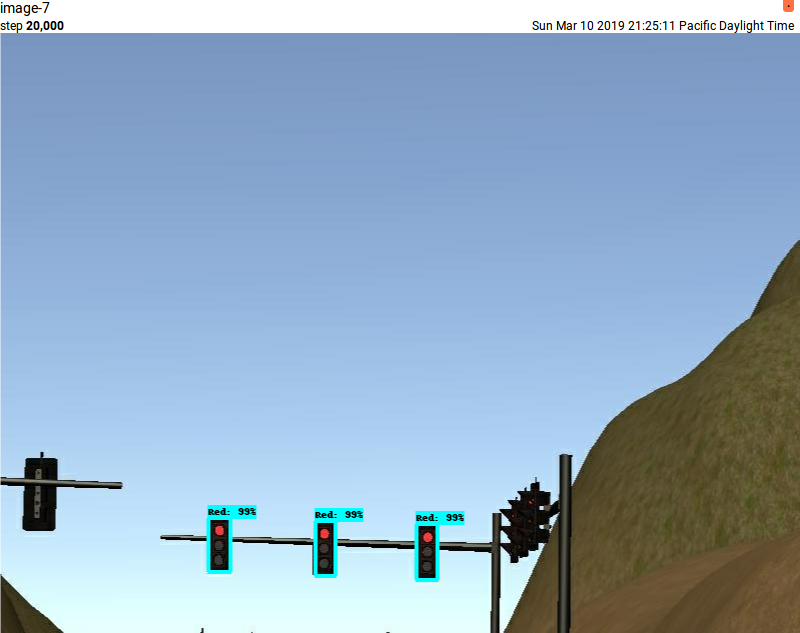 image-7
step 20,000 Sun Mar 10 2019 21:25:11 Pacific Daylight Time
Red: 99% Red: 99% Red: 99%